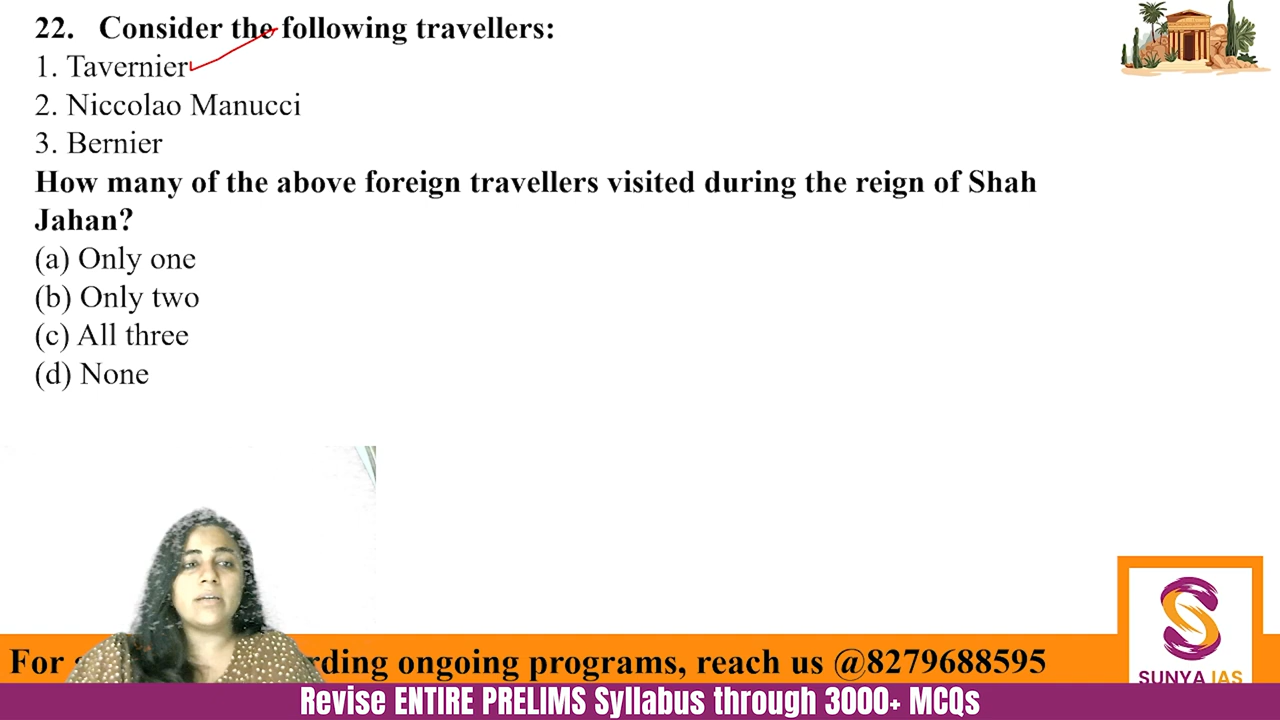 22. Consider the following travellers:
1. Tavernier
2. Niccolao Manucci
3. Bernier
How many of the above foreign travellers visited during the reign of Shah
Jahan?
(a) Only one
(b) Only two
(c) All three
(d) None
For rding ongoing programs, reach us @8279688595
SUNYA IAS
Revise ENTIRE PRELIMS Syllabus through 3000+ MCQs